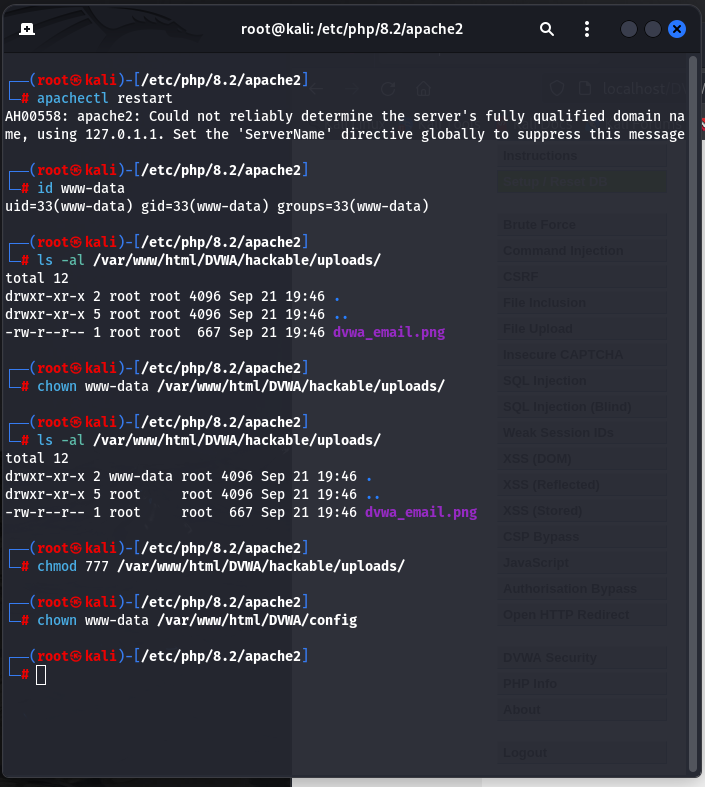 root@kali: /etc/php/8.2/apache2
┌──(root㉿kali)-[/etc/php/8.2/apache2]
└─# apachectl restart
AH00558: apache2: Could not reliably determine the server's fully qualified domain na
me, using 127.0.1.1. Set the 'ServerName' directive globally to suppress this message
┌──(root㉿kali)-[/etc/php/8.2/apache2]
└─# id www-data
uid=33(www-data) gid=33(www-data) groups=33(www-data)
┌──(root㉿kali)-[/etc/php/8.2/apache2]
└─# ls -al /var/www/html/DVWA/hackable/uploads/
total 12
drwxr-xr-x 2 root root 4096 Sep 21 19:46 .
drwxr-xr-x 5 root root 4096 Sep 21 19:46 ..
-rw-r--r-- 1 root root  667 Sep 21 19:46 dvwa_email.png
┌──(root㉿kali)-[/etc/php/8.2/apache2]
└─# chown www-data /var/www/html/DVWA/hackable/uploads/
┌──(root㉿kali)-[/etc/php/8.2/apache2]
└─# ls -al /var/www/html/DVWA/hackable/uploads/
total 12
drwxr-xr-x 2 www-data root 4096 Sep 21 19:46 .
drwxr-xr-x 5 root     root 4096 Sep 21 19:46 ..
-rw-r--r-- 1 root     root  667 Sep 21 19:46 dvwa_email.png
┌──(root㉿kali)-[/etc/php/8.2/apache2]
└─# chmod 777 /var/www/html/DVWA/hackable/uploads/
┌──(root㉿kali)-[/etc/php/8.2/apache2]
└─# chown www-data /var/www/html/DVWA/config
┌──(root㉿kali)-[/etc/php/8.2/apache2]
└─#
Instructions
Brute Force
Command Injection
CSRF
File Inclusion
File Upload
Insecure CAPTCHA
SQL Injection
SQL Injection (Blind)
Weak Session IDs
XSS (DOM)
XSS (Reflected)
XSS (Stored)
CSP Bypass
JavaScript
Authorisation Bypass
Open HTTP Redirect
DVWA Security
PHP Info
About
Logout